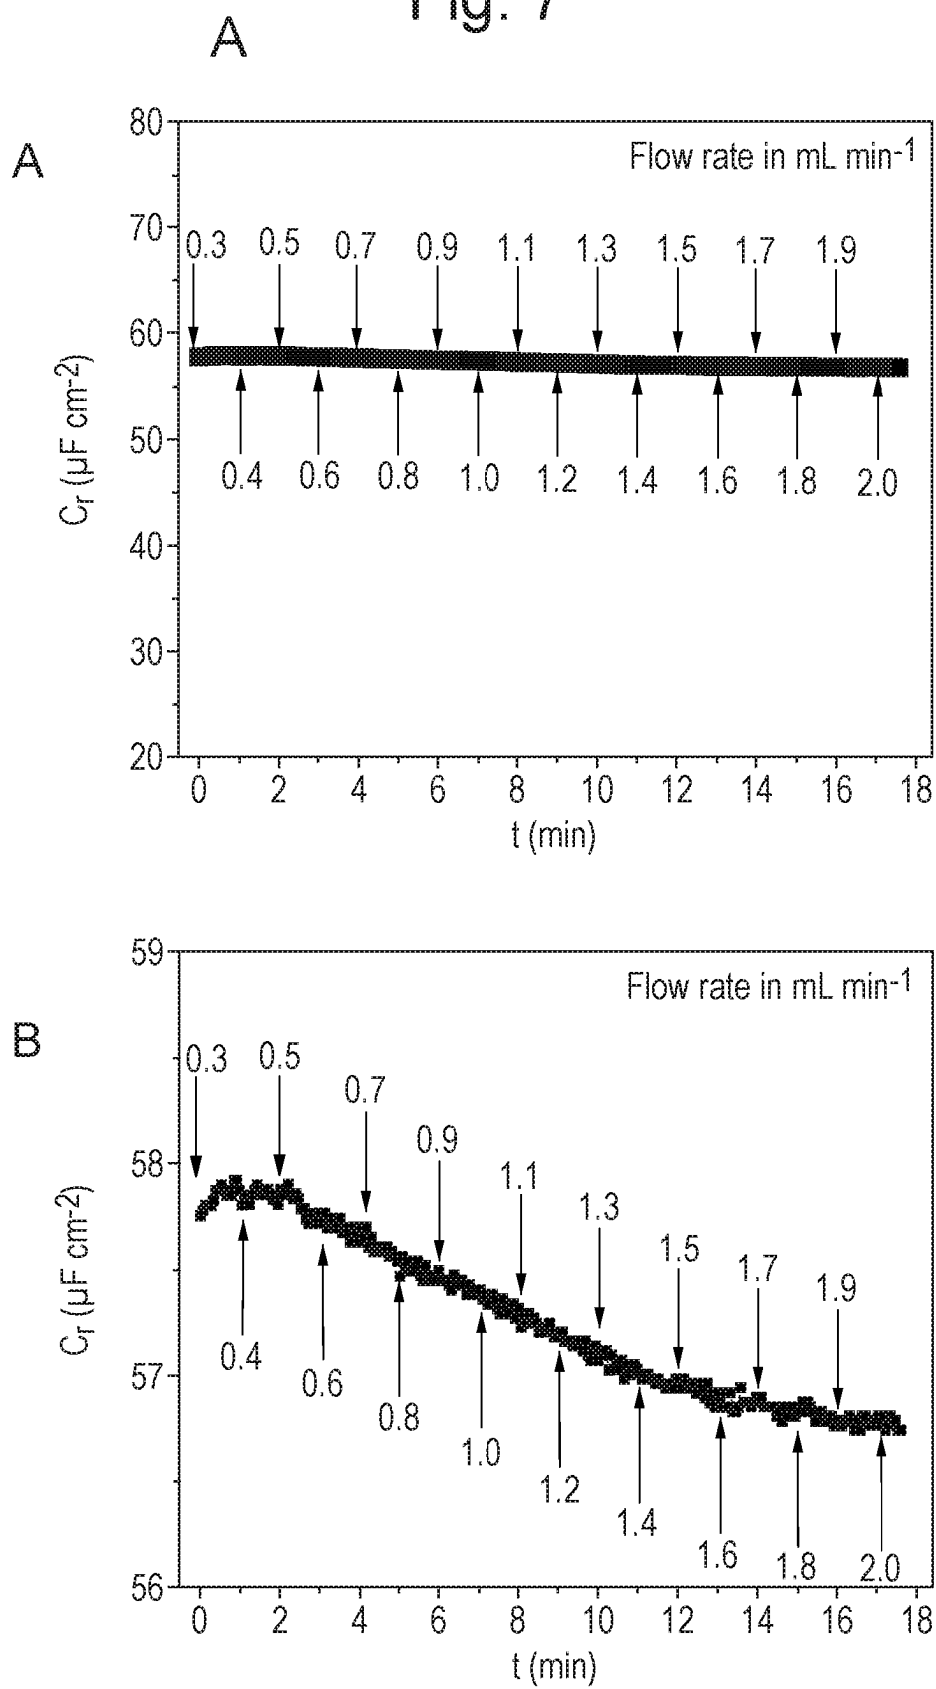 Fig. 7
A
A
Flow rate in mL min-1
80
70
60
50
40
30
20
0.3 0.5 0.7 0.9 1.1 1.3 1.5 1.7 1.9
0.4 0.6 0.8 1.0 1.2 1.4 1.6 1.8 2.0
Cr (µF cm-2)
0 2 4 6 8 10 12 14 16 18
t (min)
B
Flow rate in mL min-1
59
58
57
56
0.3 0.5 0.7 0.9 1.1 1.3 1.5 1.7 1.9
0.4 0.6 0.8 1.0 1.2 1.4 1.6 1.8 2.0
Cr (µF cm-2)
0 2 4 6 8 10 12 14 16 18
t (min)